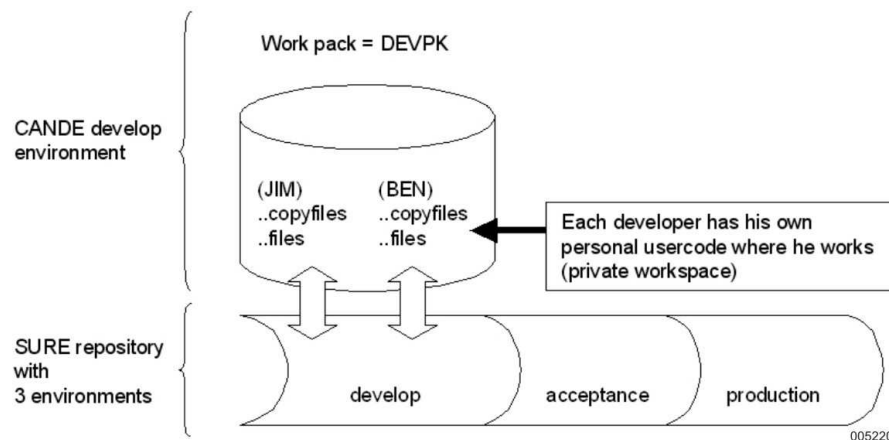 Work pack = DEVPK
CANDE develop
environment
(JIM)
..copyfiles
..files
(BEN)
..copyfiles
..files
Each developer has his own
personal usercode where he works
(private workspace)
SURE repository
with
3 environments
develop
acceptance
production
005220